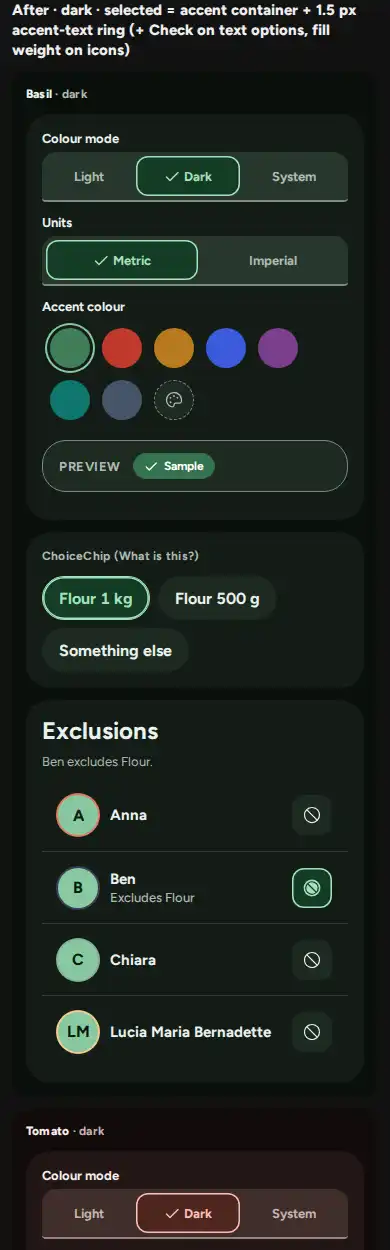 After · dark · selected = accent container + 1.5 px
accent-text ring (+ Check on text options, fill
weight on icons)
Basil · dark
Colour mode
Light Dark System
Units
Metric Imperial
Accent colour
PREVIEW Sample
ChoiceChip (What is this?)
Flour 1 kg Flour 500 g
Something else
Exclusions
Ben excludes Flour.
A Anna
B Ben
Excludes Flour
C Chiara
LM Lucia Maria Bernadette
Tomato · dark
Colour mode
Light Dark System